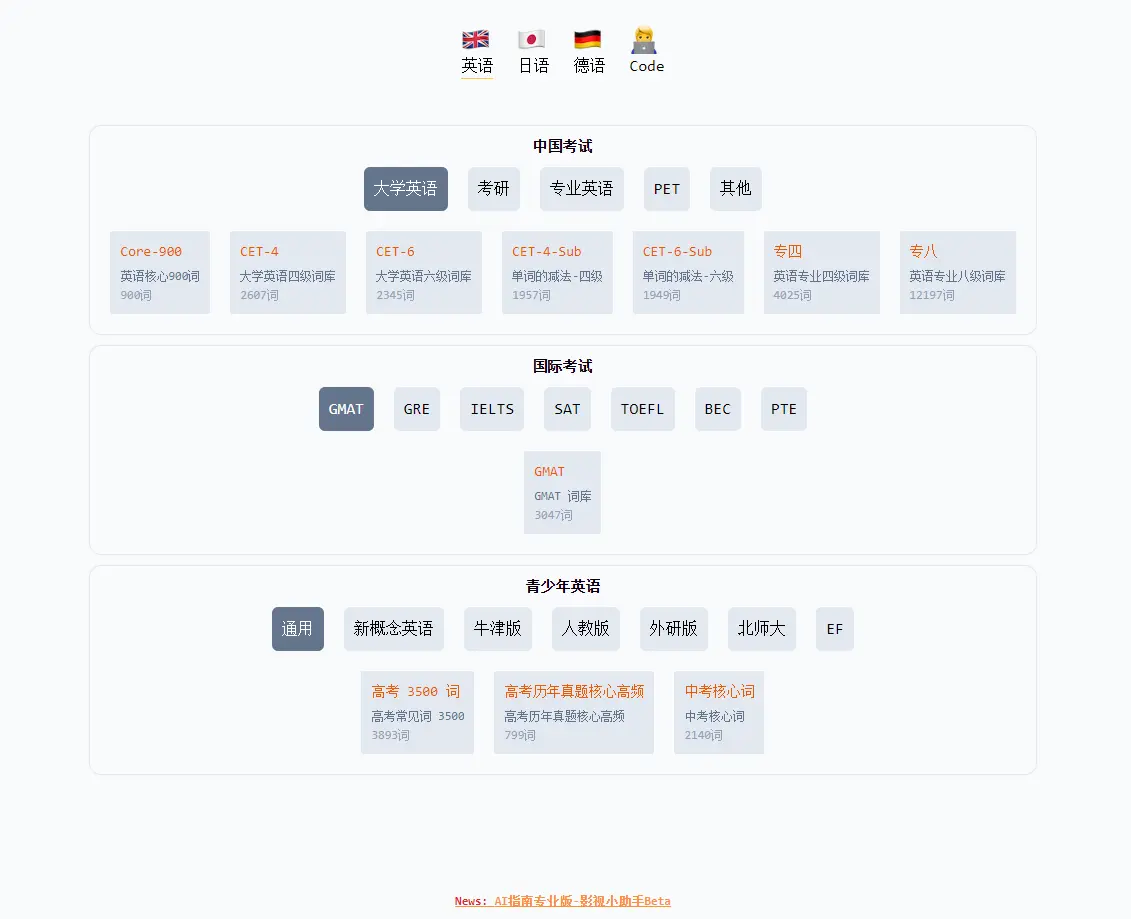 英语 日语 德语 Code
中国考试
大学英语 考研 专业英语 PET 其他
Core-900 CET-4 CET-6 CET-4-Sub CET-6-Sub 专四 专八
英语核心900词 大学英语四级词库 大学英语六级词库 单词的减法-四级 单词的减法-六级 英语专业四级词库 英语专业八级词库
900词 2607词 2345词 1957词 1949词 4025词 12197词
国际考试
GMAT GRE IELTS SAT TOEFL BEC PTE
GMAT
GMAT 词库
3047词
青少年英语
通用 新概念英语 牛津版 人教版 外研版 北师大 EF
高考 3500 词 高考历年真题核心高频 中考核心词
高考常见词 3500 高考历年真题核心高频 中考核心词
3893词 799词 2140词
News: AI指南专业版-影视小助手Beta